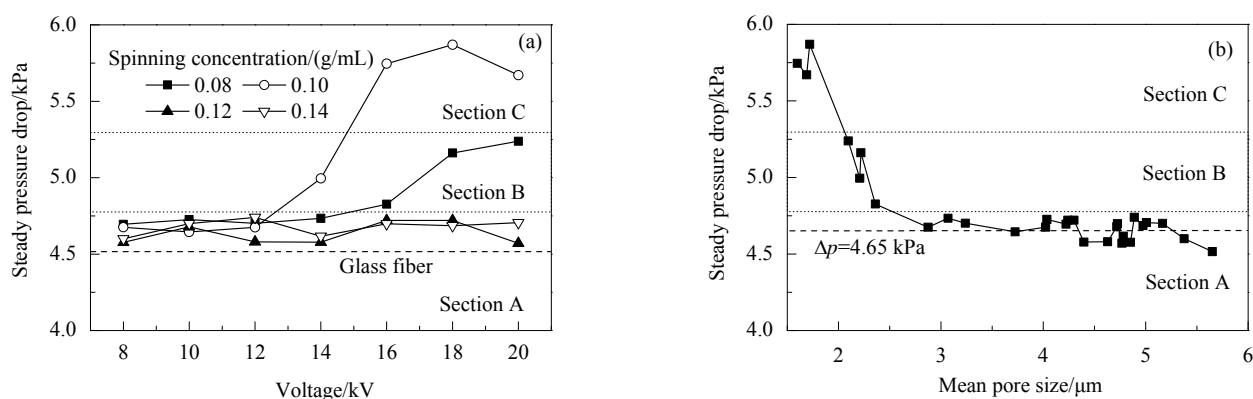 6.0
5.5
5.0
4.5
4.0
Steady pressure drop/kPa
(a)
Spinning concentration/(g/mL)
0.08 0.10
0.12 0.14
Section C
Section B
Glass fiber
Section A
8 10 12 14 16 18 20
Voltage/kV
6.0
5.5
5.0
4.5
4.0
Steady pressure drop/kPa
(b)
Section C
Section B
Δp=4.65 kPa
Section A
2 3 4 5 6
Mean pore size/μm